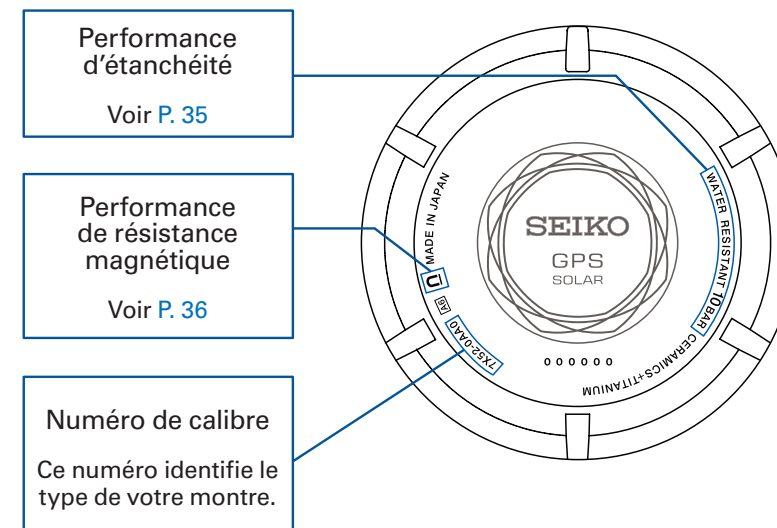 Performance
d'étanchéité
Voir P. 35
Performance
de résistance
magnétique
Voir P. 36
Numéro de calibre
Ce numéro identifie le
type de votre montre.
SEIKO
GPS
SOLAR
MADE IN JAPAN
WATER RESISTANT 10BAR CERAMICS+TITANIUM
A6
7X52-0AA0
000000